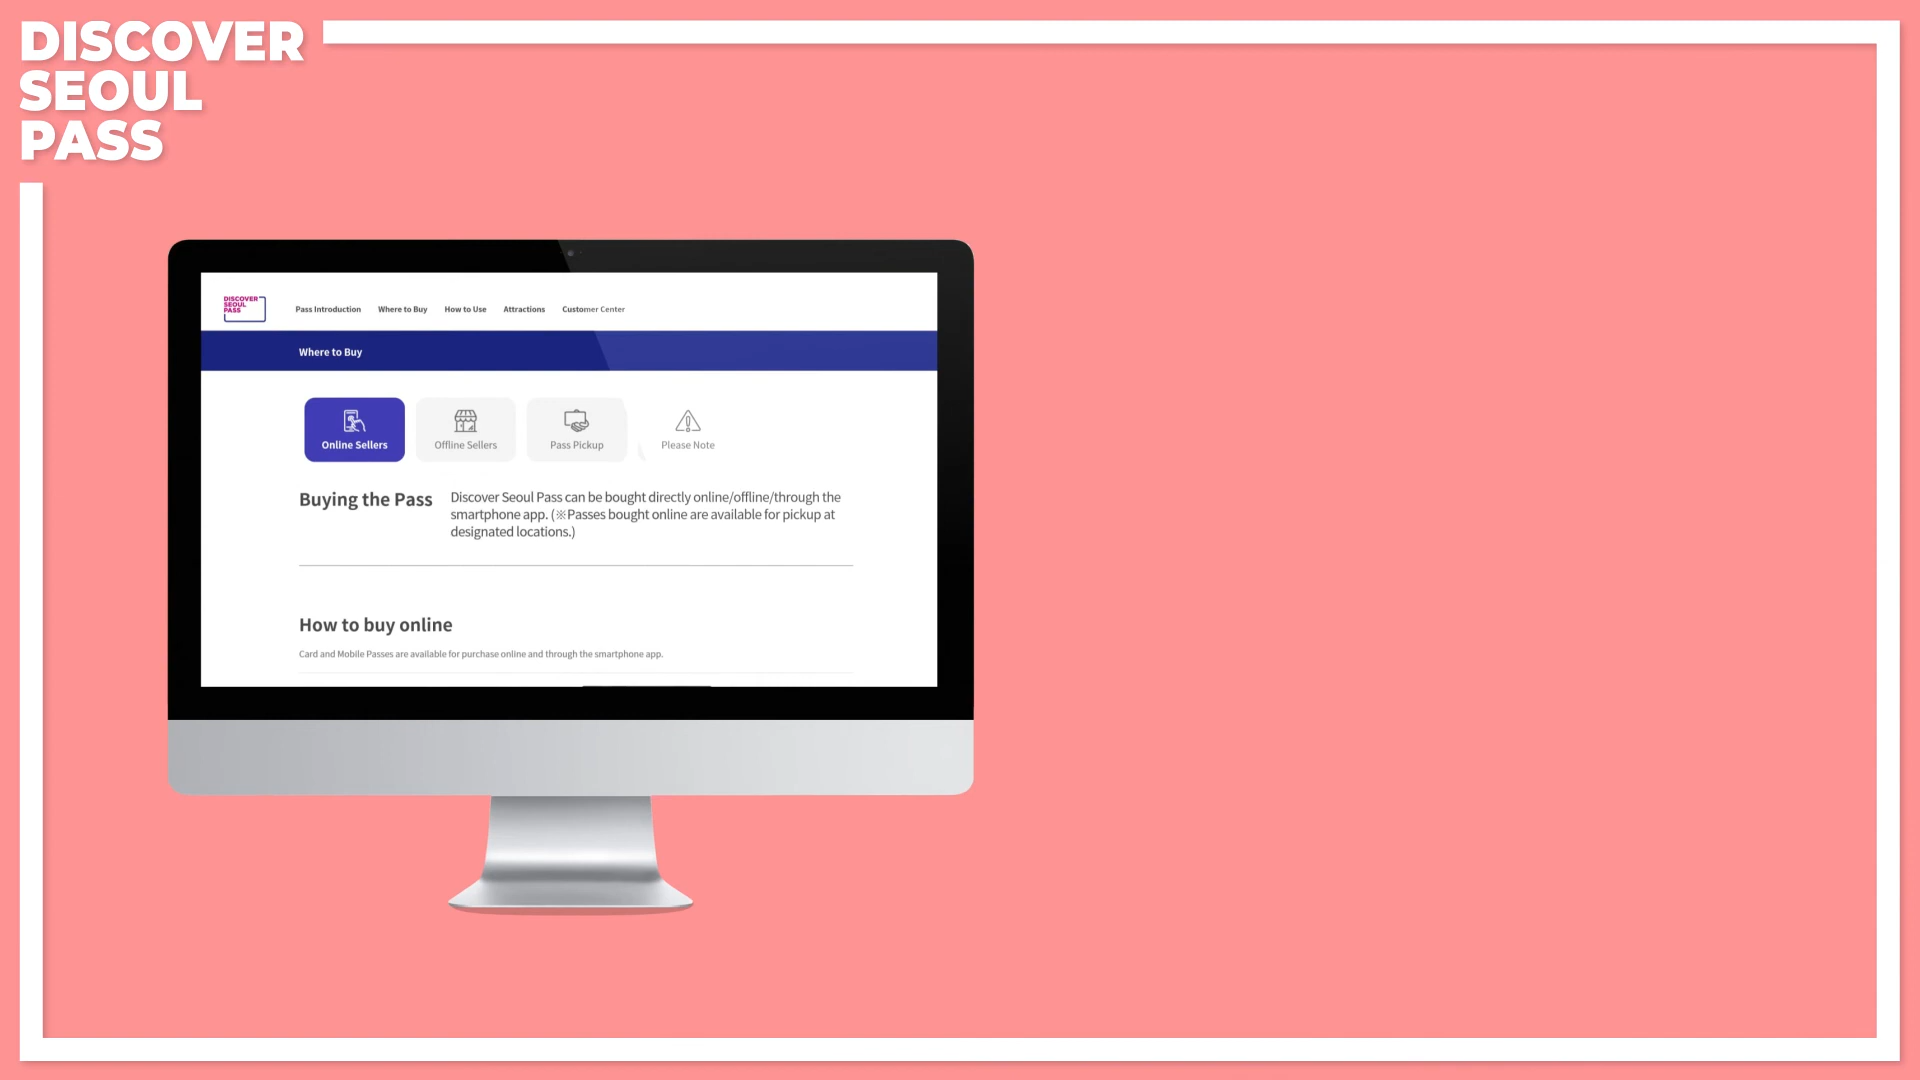 DISCOVER
SEOUL
PASS
DISCOVER
SEOUL
PASS
Pass Introduction Where to Buy How to Use Attractions Customer Center
Where to Buy
Online Sellers Offline Sellers Pass Pickup Please Note
Buying the Pass
Discover Seoul Pass can be bought directly online/offline/through the
smartphone app. (※Passes bought online are available for pickup at
designated locations.)
How to buy online
Card and Mobile Passes are available for purchase online and through the smartphone app.